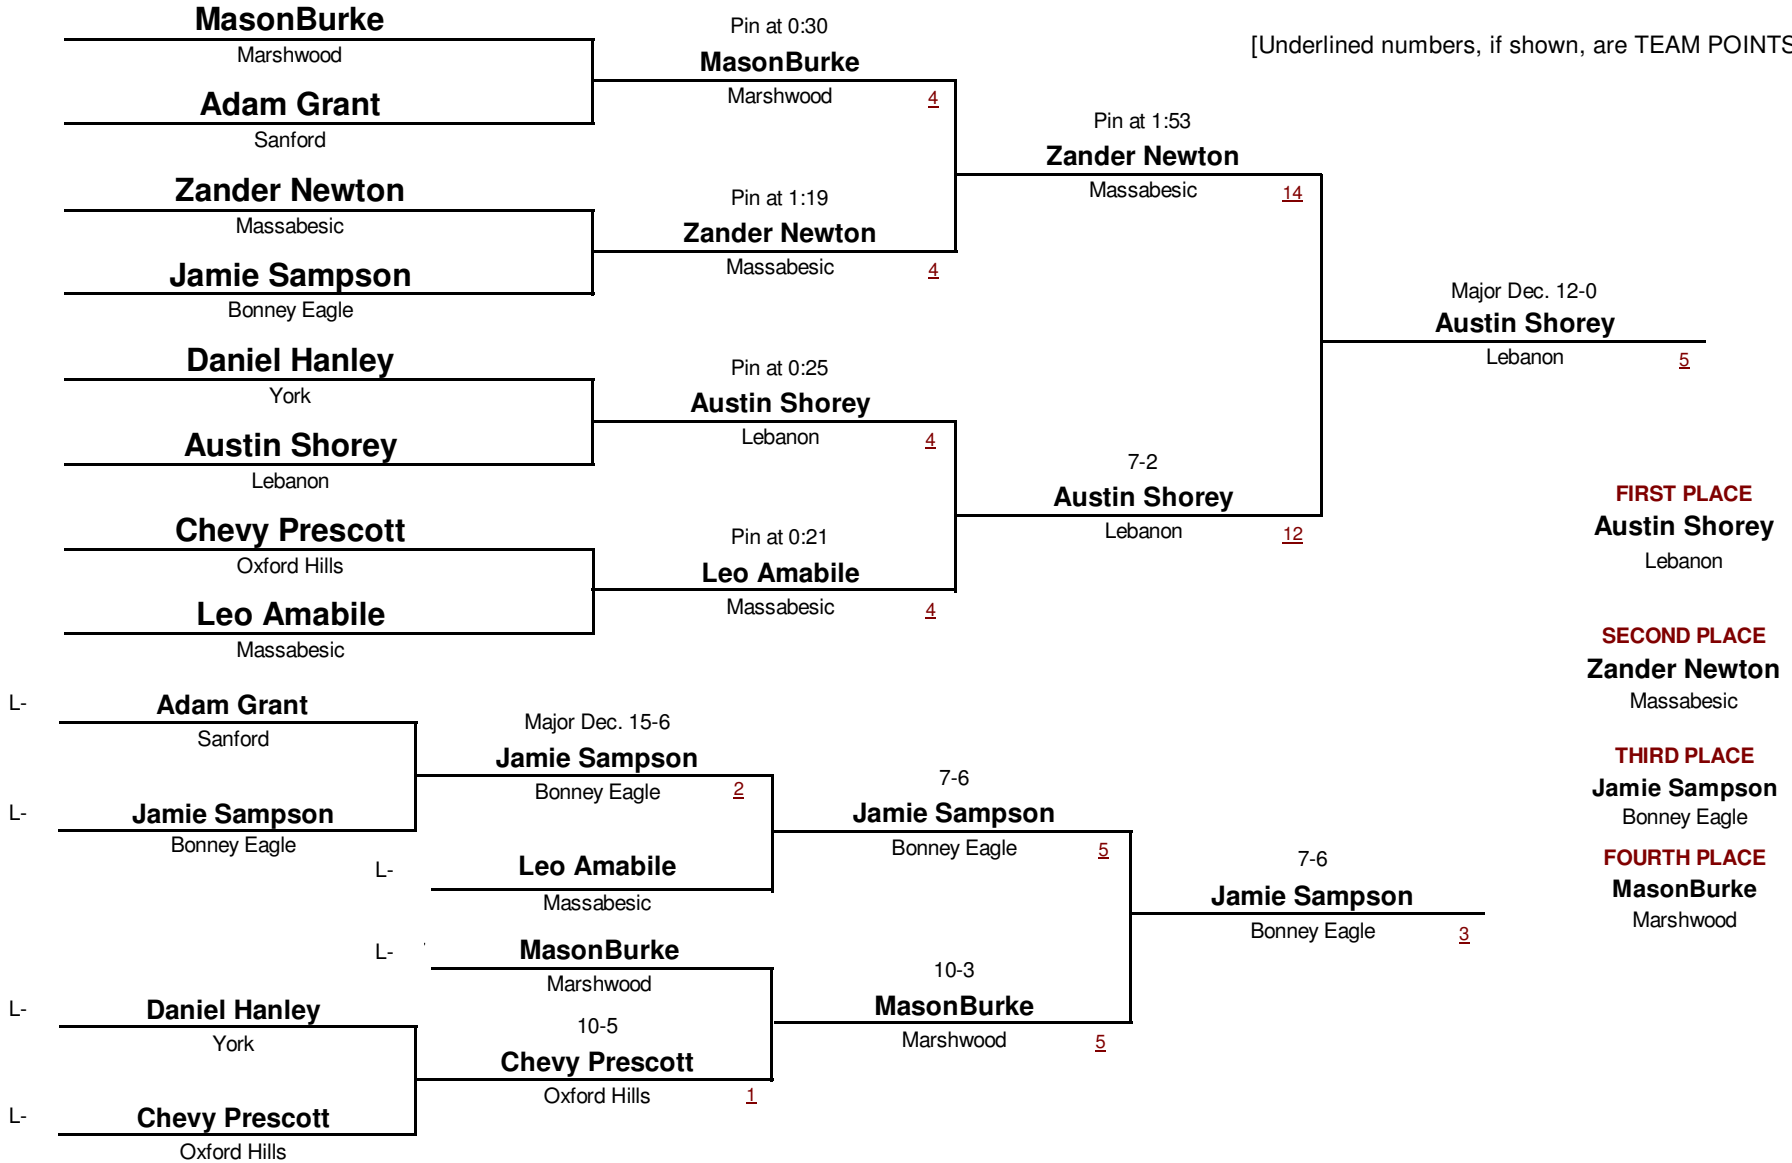 MasonBurke
Marshwood
Adam Grant
Sanford
Zander Newton
Massabesic
Jamie Sampson
Bonney Eagle
Daniel Hanley
York
Austin Shorey
Lebanon
Chevy Prescott
Oxford Hills
Leo Amabile
Massabesic
Pin at 0:30
MasonBurke
Marshwood
4
Pin at 1:19
Zander Newton
Massabesic
4
Pin at 0:25
Austin Shorey
Lebanon
4
Pin at 0:21
Leo Amabile
Massabesic
4
[Underlined numbers, if shown, are TEAM POINTS
Pin at 1:53
Zander Newton
Massabesic
14
7-2
Austin Shorey
Lebanon
12
Major Dec. 12-0
Austin Shorey
Lebanon
5
FIRST PLACE
Austin Shorey
Lebanon
SECOND PLACE
Zander Newton
Massabesic
THIRD PLACE
Jamie Sampson
Bonney Eagle
FOURTH PLACE
MasonBurke
Marshwood
L-
Adam Grant
Sanford
L-
Jamie Sampson
Bonney Eagle
L-
Daniel Hanley
York
L-
Chevy Prescott
Oxford Hills
Major Dec. 15-6
Jamie Sampson
Bonney Eagle
2
L-
Leo Amabile
Massabesic
L-
MasonBurke
Marshwood
10-5
Chevy Prescott
Oxford Hills
1
7-6
Jamie Sampson
Bonney Eagle
5
10-3
MasonBurke
Marshwood
5
7-6
Jamie Sampson
Bonney Eagle
3